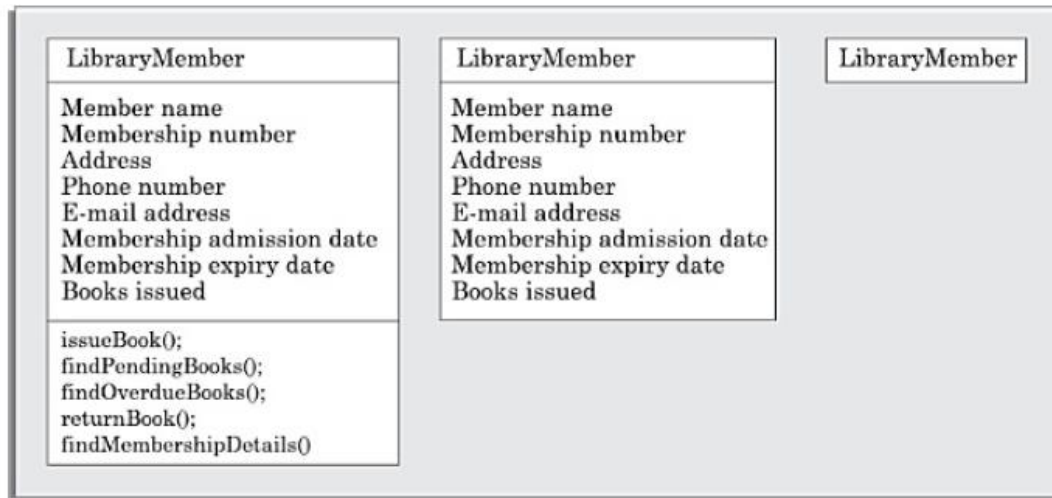 LibraryMember
Member name
Membership number
Address
Phone number
E-mail address
Membership admission date
Membership expiry date
Books issued
issueBook();
findPendingBooks();
findOverdueBooks();
returnBook();
findMembershipDetails()
LibraryMember
Member name
Membership number
Address
Phone number
E-mail address
Membership admission date
Membership expiry date
Books issued
LibraryMember